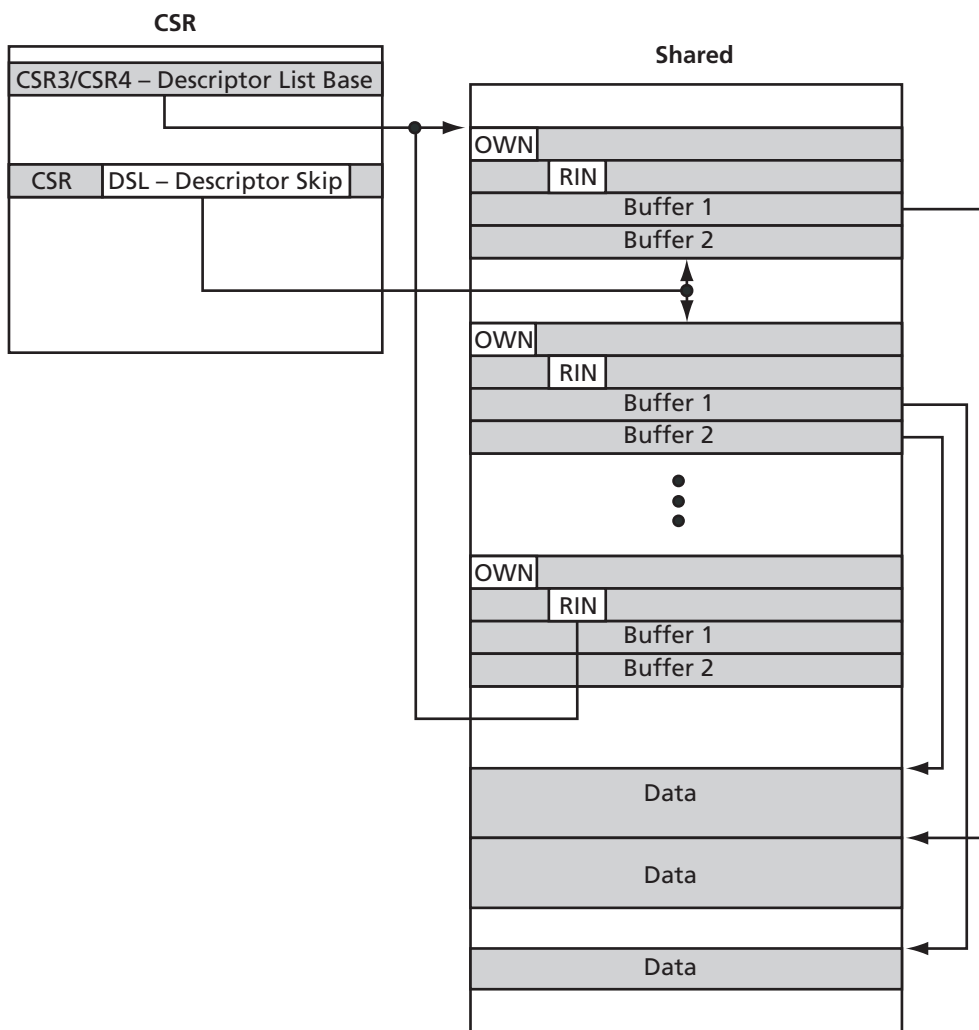 CSR
CSR3/CSR4 – Descriptor List Base
CSR DSL – Descriptor Skip
Shared
OWN
RIN
Buffer 1
Buffer 2
OWN
RIN
Buffer 1
Buffer 2
OWN
RIN
Buffer 1
Buffer 2
Data
Data
Data